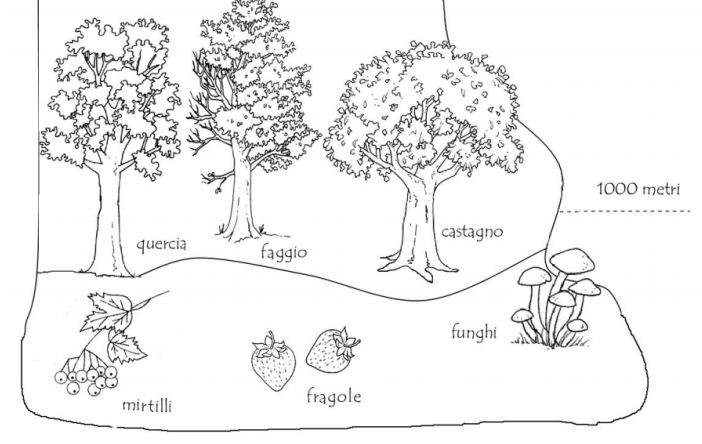 1000 metri
quercia
faggio
castagno
funghi
mirtilli
fragole